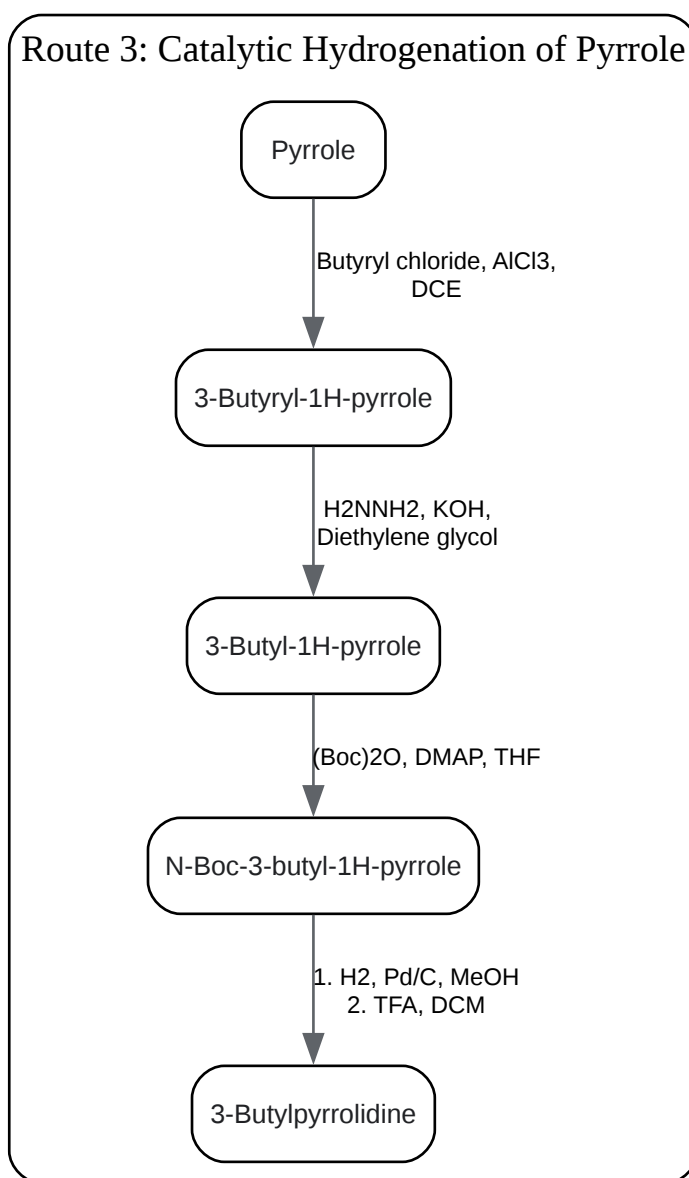 Route 3: Catalytic Hydrogenation of Pyrrole
Pyrrole
Butyryl chloride, AlCl3,
DCE
3-Butyryl-1H-pyrrole
H2NNH2, KOH,
Diethylene glycol
3-Butyl-1H-pyrrole
(Boc)2O, DMAP, THF
N-Boc-3-butyl-1H-pyrrole
1. H2, Pd/C, MeOH
2. TFA, DCM
3-Butylpyrrolidine